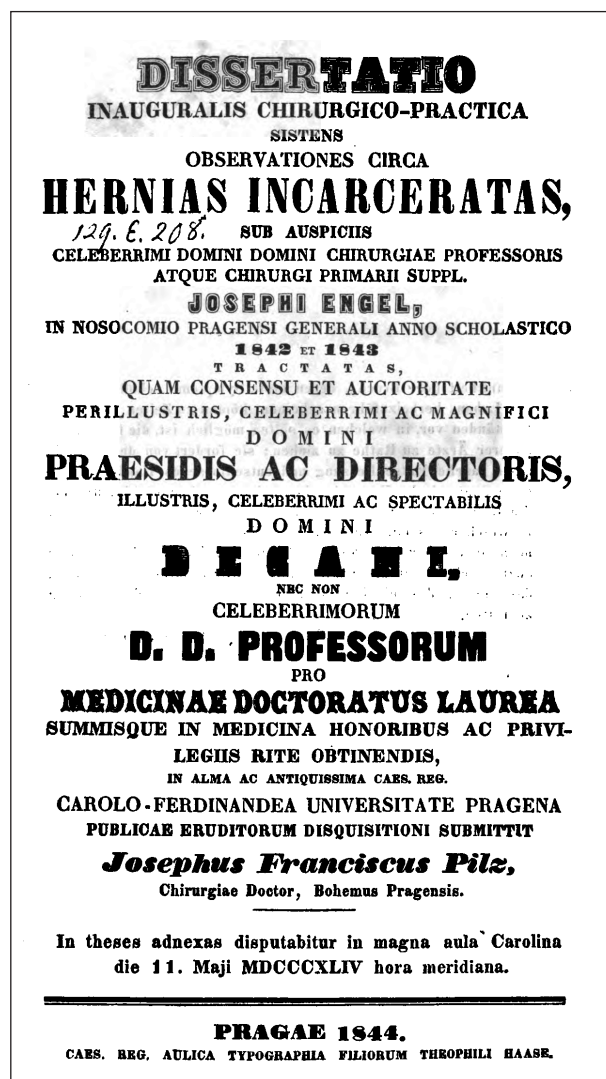 DISSERTATIO
INAUGURALIS CHIRURGICO-PRACTICA
SISTENS
OBSERVATIONES CIRCA
HERNIAS INCARCERATAS,
129. E. 208.
SUB AUSPICIIS
CELEBERRIMI DOMINI DOMINI CHIRURGIAE PROFESSORIS
ATQUE CHIRURGI PRIMARII SUPPL.
JOSEPHI ENGEL,
IN NOSOCOMIO PRAGENSI GENERALI ANNO SCHOLASTICO
1842 ET 1843
TRACTATAS,
QUAM CONSENSU ET AUCTORITATE
PERILLUSTRIS, CELEBERRIMI AC MAGNIFICI
DOMINI
PRAESIDIS AC DIRECTORIS,
ILLUSTRIS, CELEBERRIMI AC SPECTABILIS
DOMINI
DECANI,
NEC NON
CELEBERRIMORUM
D. D. PROFESSORUM
PRO
MEDICINAE DOCTORATUS LAUREA
SUMMISQUE IN MEDICINA HONORIBUS AC PRIVI-
LEGIIS RITE OBTINENDIS,
IN ALMA AC ANTIQUISSIMA CAES. REG.
CAROLO-FERDINANDEA UNIVERSITATE PRAGENA
PUBLICAE ERUDITORUM DISQUISITIONI SUBMITTIT
Josephus Franciscus Pilz,
Chirurgiae Doctor, Bohemus Pragensis.
In theses adnexas disputabitur in magna aula Carolina
die 11. Maji MDCCCXLIV hora meridiana.
PRAGAE 1844.
CAES. REG. AULICA TYPOGRAPHIA FILIORUM THEOPHILI HAASE.